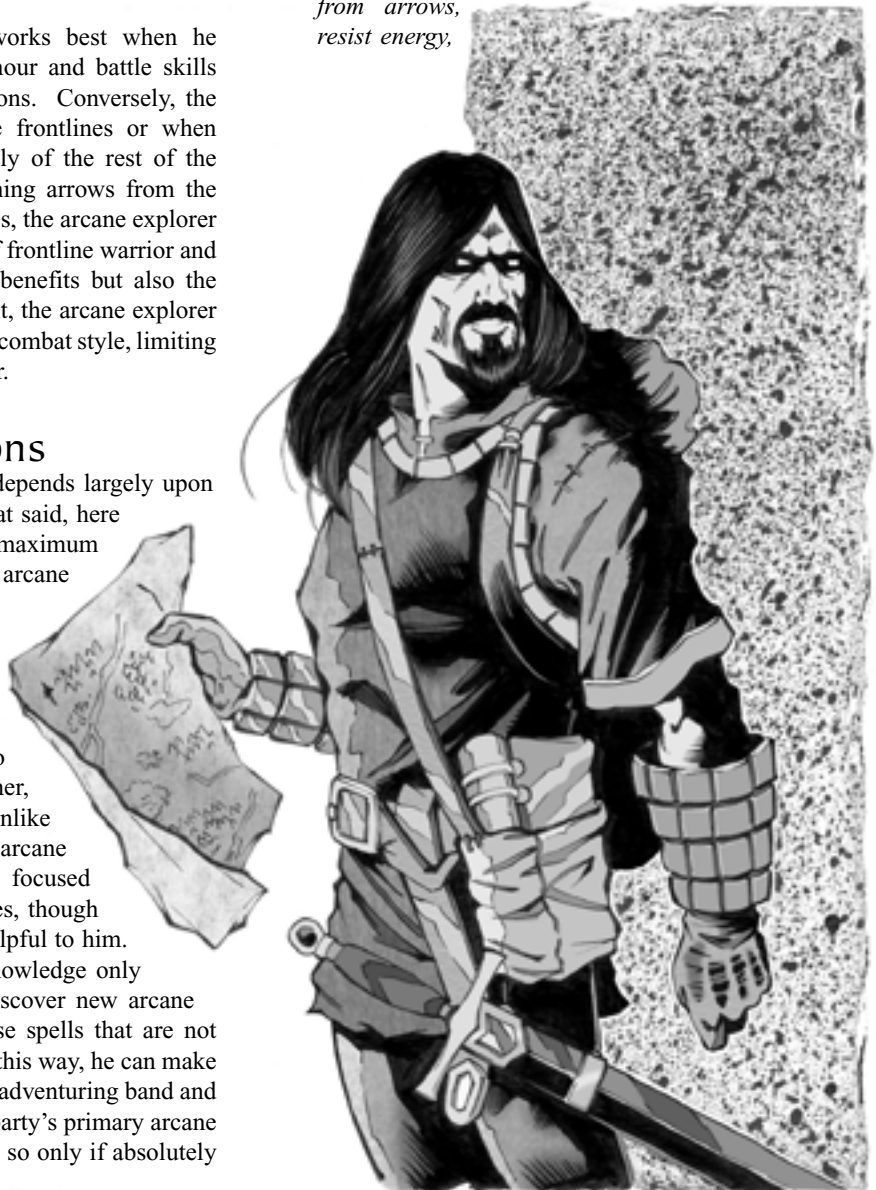 works best when he
nour and battle skills
ons. Conversely, the
e frontlines or when
ly of the rest of the
ning arrows from the
s, the arcane explorer
f frontline warrior and
benefits but also the
t, the arcane explorer
combat style, limiting
r.
ons
depends largely upon
at said, here
maximum
arcane
o
ner,
nlike
arcane
focused
es, though
lpful to him.
nowledge only
scover new arcane
se spells that are not
this way, he can make
adventuring band and
party’s primary arcane
so only if absolutely
from arrows,
resist energy,